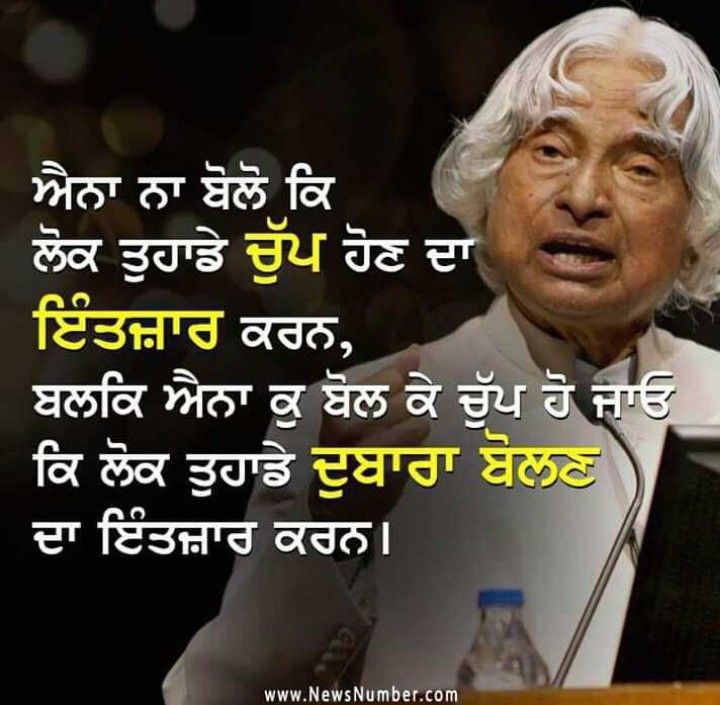 ਐਨਾ ਨਾ ਬੋਲੋ ਕਿ
ਲੋਕ ਤੁਹਾਡੇ ਚੁੱਪ ਹੋਣ ਦਾ
ਇੰਤਜ਼ਾਰ ਕਰਨ,
ਬਲਕਿ ਐਨਾ ਕੁ ਬੋਲ ਕੇ ਚੁੱਪ ਹੋ ਜਾਓ
ਕਿ ਲੋਕ ਤੁਹਾਡੇ ਦੁਬਾਰਾ ਬੋਲਣ
ਦਾ ਇੰਤਜ਼ਾਰ ਕਰਨ।
www.NewsNumber.com